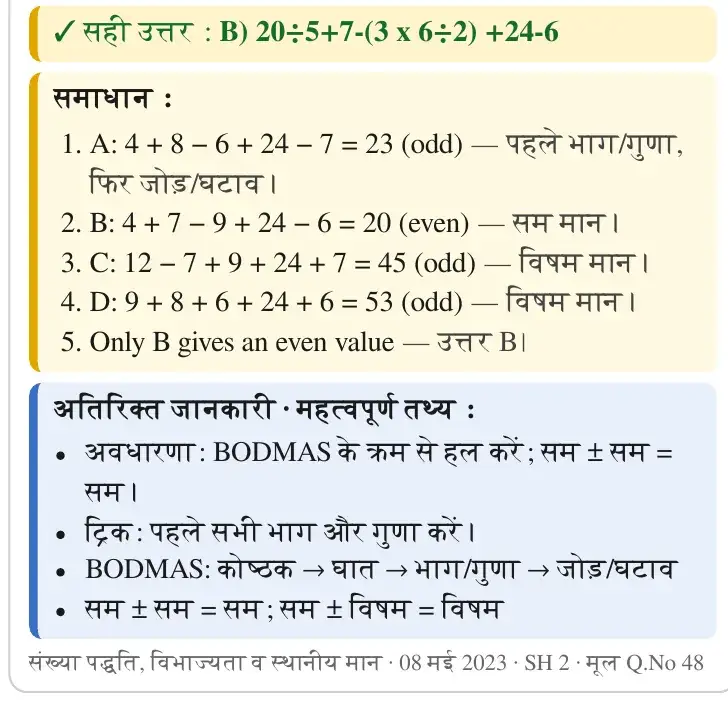 ✓ सही उत्तर : B) 20÷5+7-(3 x 6÷2) +24-6
समाधान :
1. A: 4 + 8 − 6 + 24 − 7 = 23 (odd) — पहले भाग/गुणा,
फिर जोड़/घटाव।
2. B: 4 + 7 − 9 + 24 − 6 = 20 (even) — सम मान।
3. C: 12 − 7 + 9 + 24 + 7 = 45 (odd) — विषम मान।
4. D: 9 + 8 + 6 + 24 + 6 = 53 (odd) — विषम मान।
5. Only B gives an even value — उत्तर B।
अतिरिक्त जानकारी · महत्वपूर्ण तथ्य :
• अवधारणा : BODMAS के क्रम से हल करें ; सम ± सम =
सम।
• ट्रिक : पहले सभी भाग और गुणा करें।
• BODMAS: कोष्ठक → घात → भाग/गुणा → जोड़/घटाव
• सम ± सम = सम ; सम ± विषम = विषम
संख्या पद्धति, विभाज्यता व स्थानीय मान · 08 मई 2023 · SH 2 · मूल Q.No 48